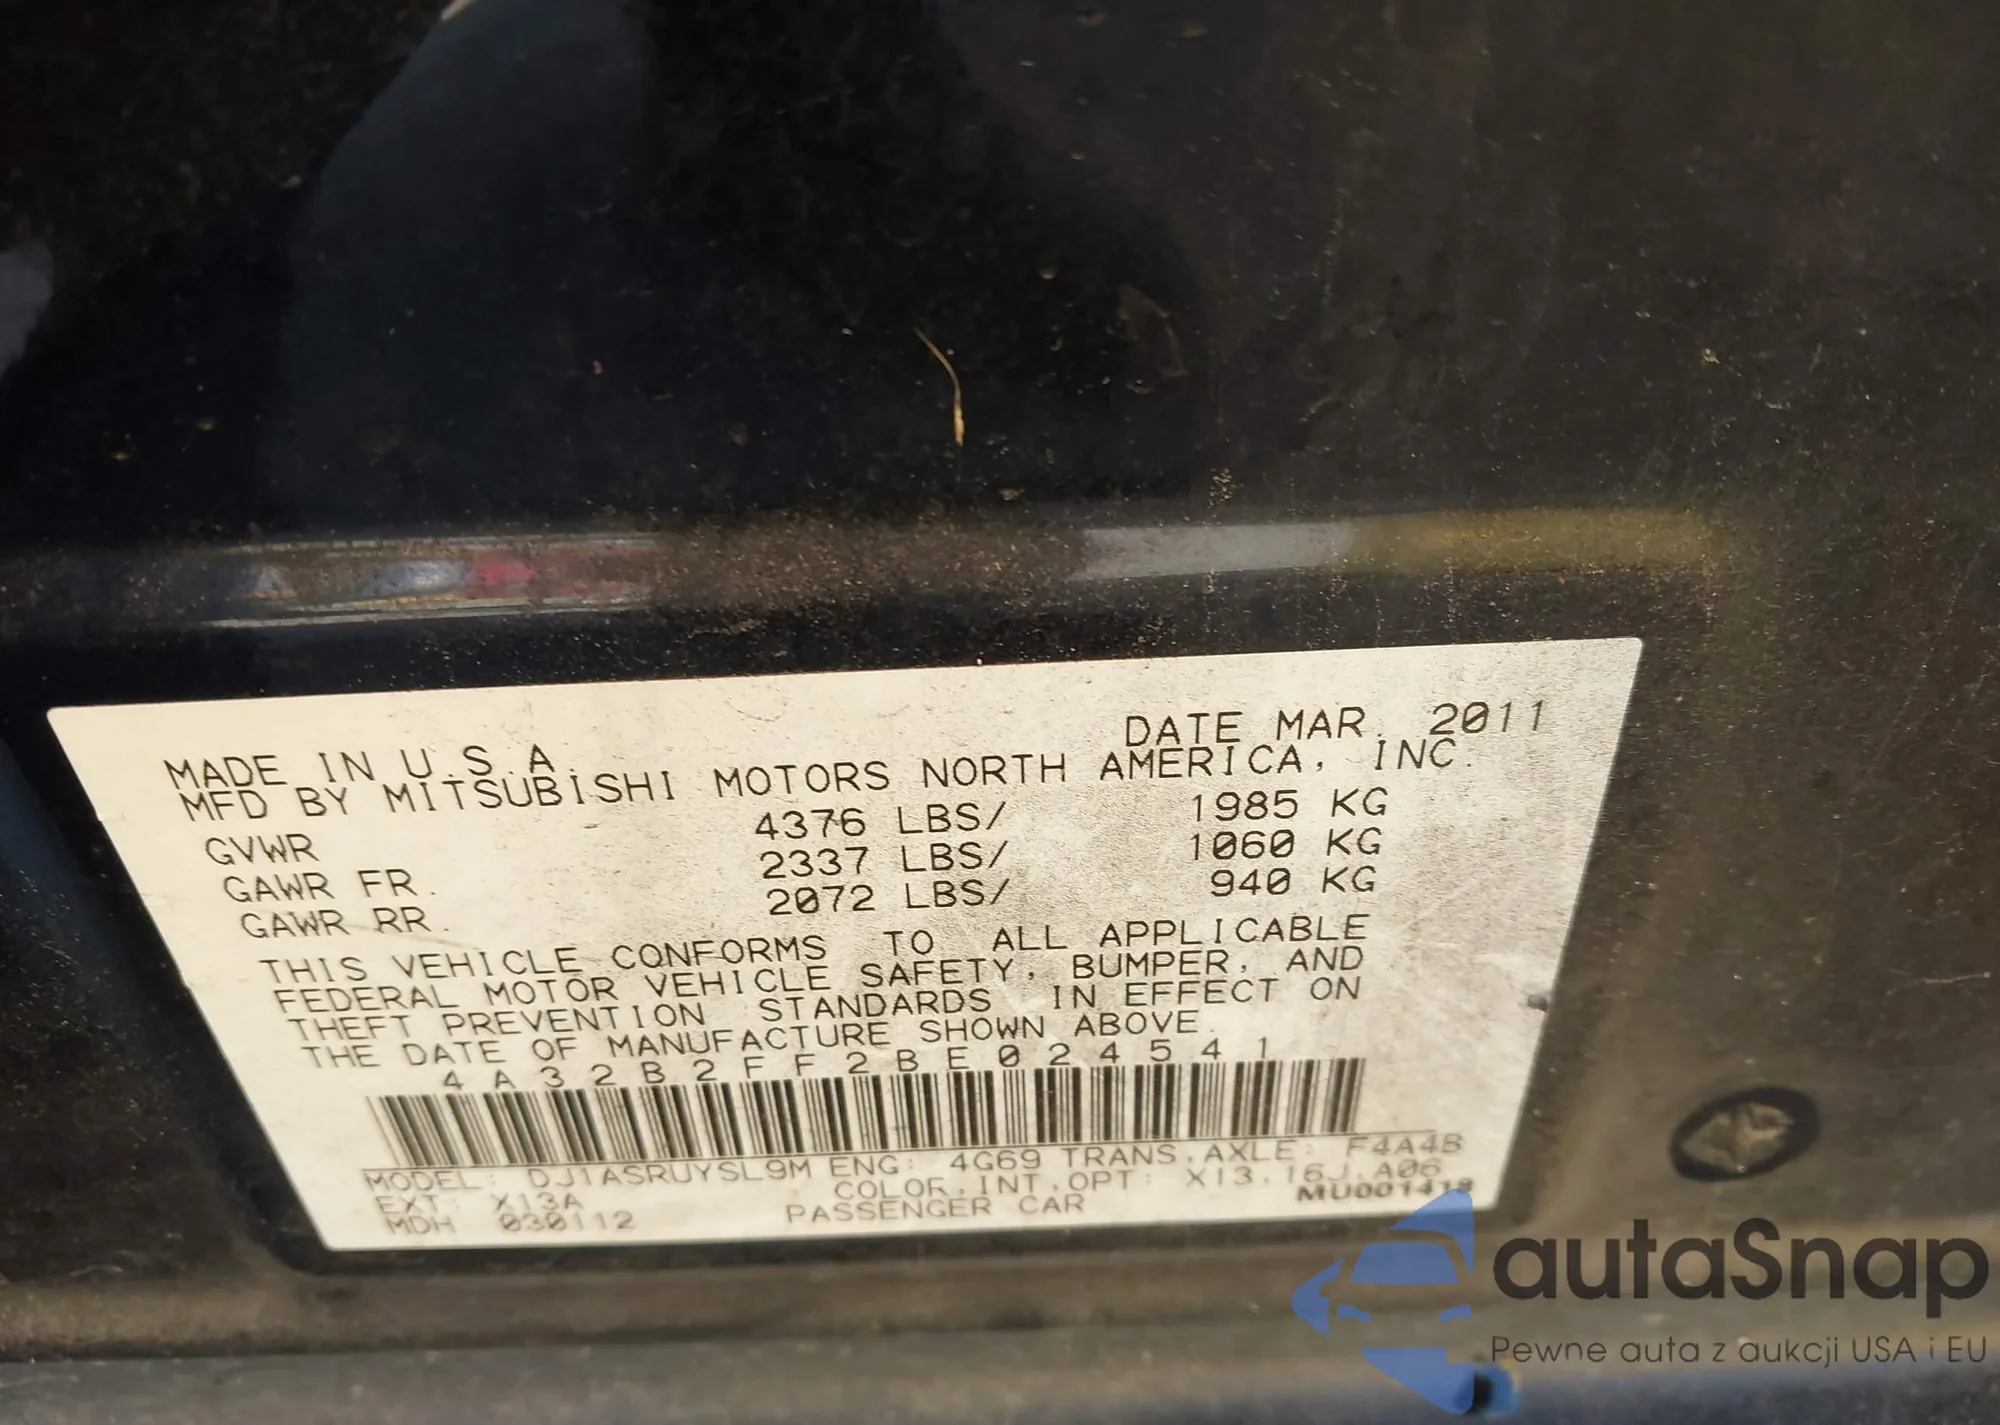 DATE MAR. 2011
MADE IN U.S.A.
MFD BY MITSUBISHI MOTORS NORTH AMERICA, INC.
GVWR 4376 LBS/ 1985 KG
GAWR FR. 2337 LBS/ 1060 KG
GAWR RR. 2072 LBS/ 940 KG
THIS VEHICLE CONFORMS TO ALL APPLICABLE
FEDERAL MOTOR VEHICLE SAFETY, BUMPER, AND
THEFT PREVENTION STANDARDS IN EFFECT ON
THE DATE OF MANUFACTURE SHOWN ABOVE.
4A32B2FF2BE024541
MODEL: DJ1ASRUYSL9M ENG: 4G69 TRANS.AXLE: F4A4B
EXT: X13A COLOR.INT.OPT: X13.16J.A06
MDH 030112 PASSENGER CAR MU001418
autaSnap
Pewne auta z aukcji USA i EU